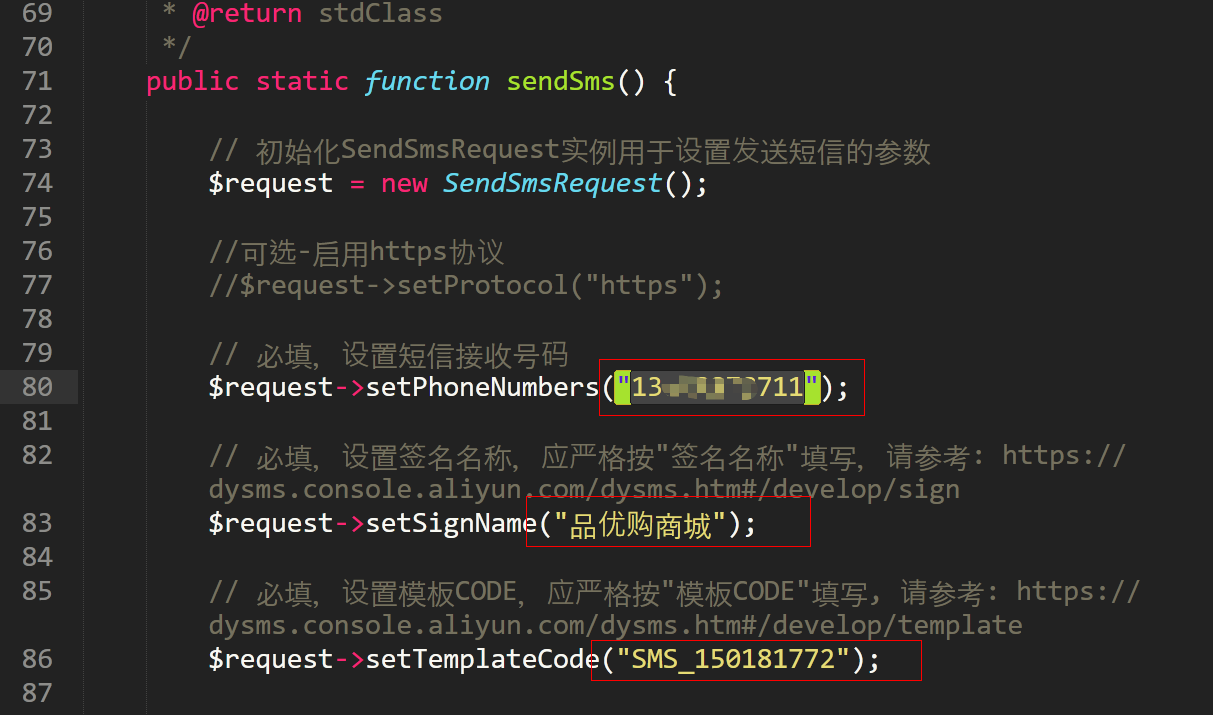 69 * @return stdClass
70 */
71 public static function sendSms() {
72
73 // 初始化SendSmsRequest实例用于设置发送短信的参数
74 $request = new SendSmsRequest();
75
76 //可选-启用https协议
77 //$request->setProtocol("https");
78
79 // 必填，设置短信接收号码
80 $request->setPhoneNumbers("13 711");
81
82 // 必填，设置签名名称，应严格按"签名名称"填写，请参考: https://
dysms.console.aliyun.com/dysms.htm#/develop/sign
83 $request->setSignName("品优购商城");
84
85 // 必填，设置模板CODE，应严格按"模板CODE"填写, 请参考: https://
dysms.console.aliyun.com/dysms.htm#/develop/template
86 $request->setTemplateCode("SMS_150181772");
87